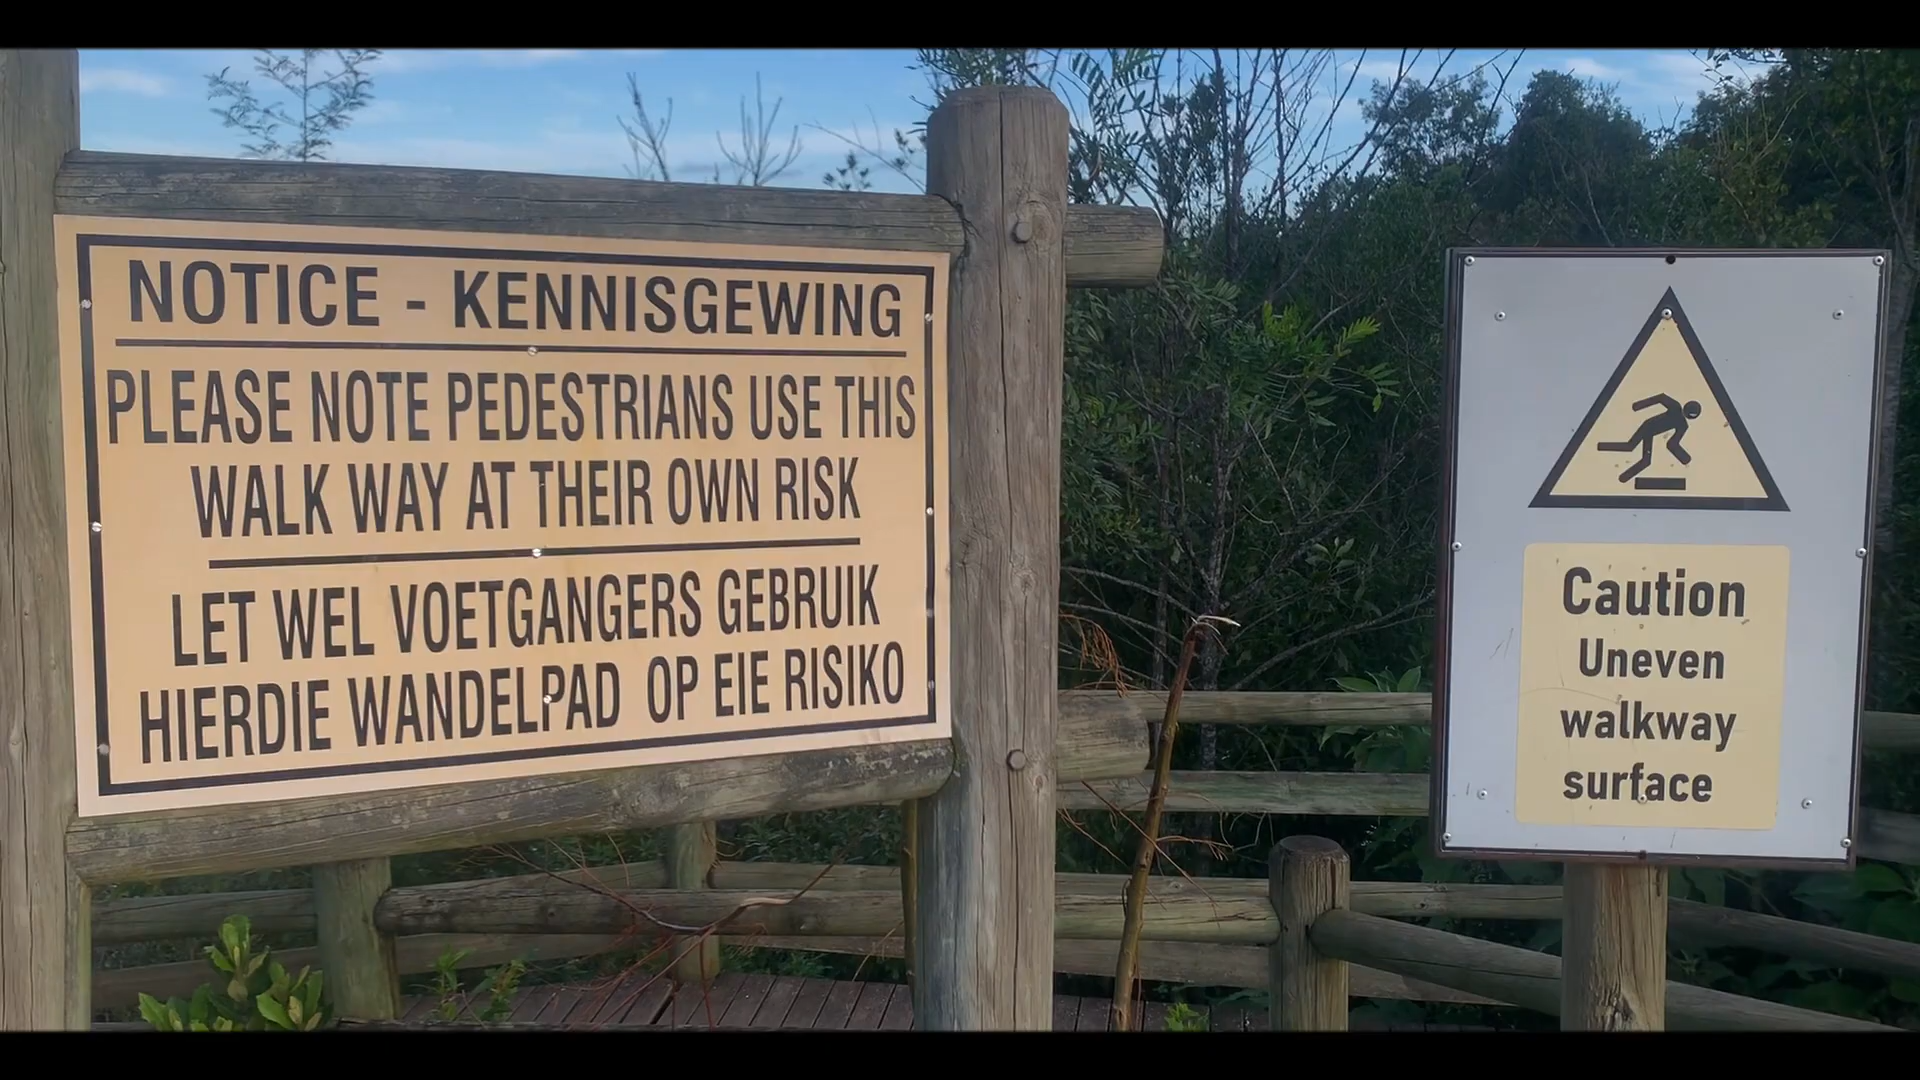 NOTICE - KENNISGEWING
PLEASE NOTE PEDESTRIANS USE THIS
WALK WAY AT THEIR OWN RISK
LET WEL VOETGANGERS GEBRUIK
HIERDIE WANDELPAD OP EIE RISIKO
Caution
Uneven
walkway
surface